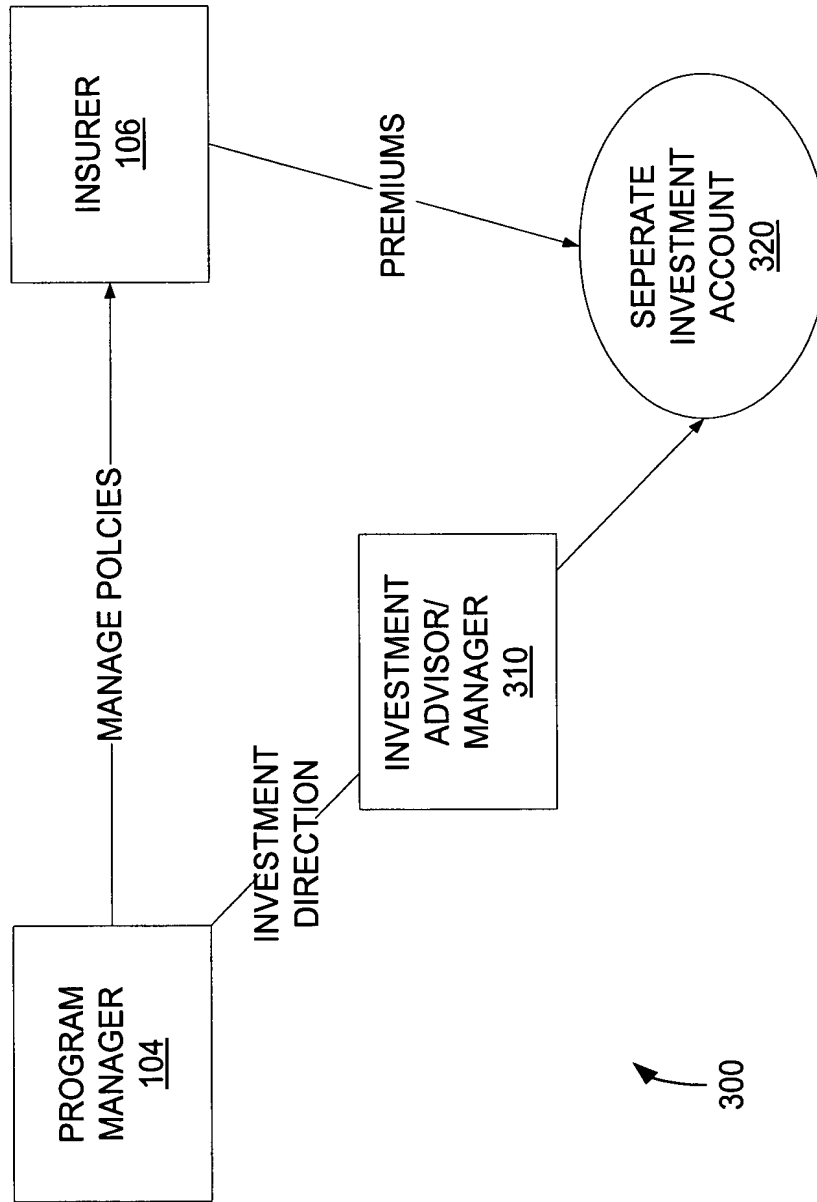 PROGRAM
MANAGER
104
MANAGE POLCIES
INSURER
106
INVESTMENT
DIRECTION
INVESTMENT
ADVISOR/
MANAGER
310
PREMIUMS
SEPERATE
INVESTMENT
ACCOUNT
320
300